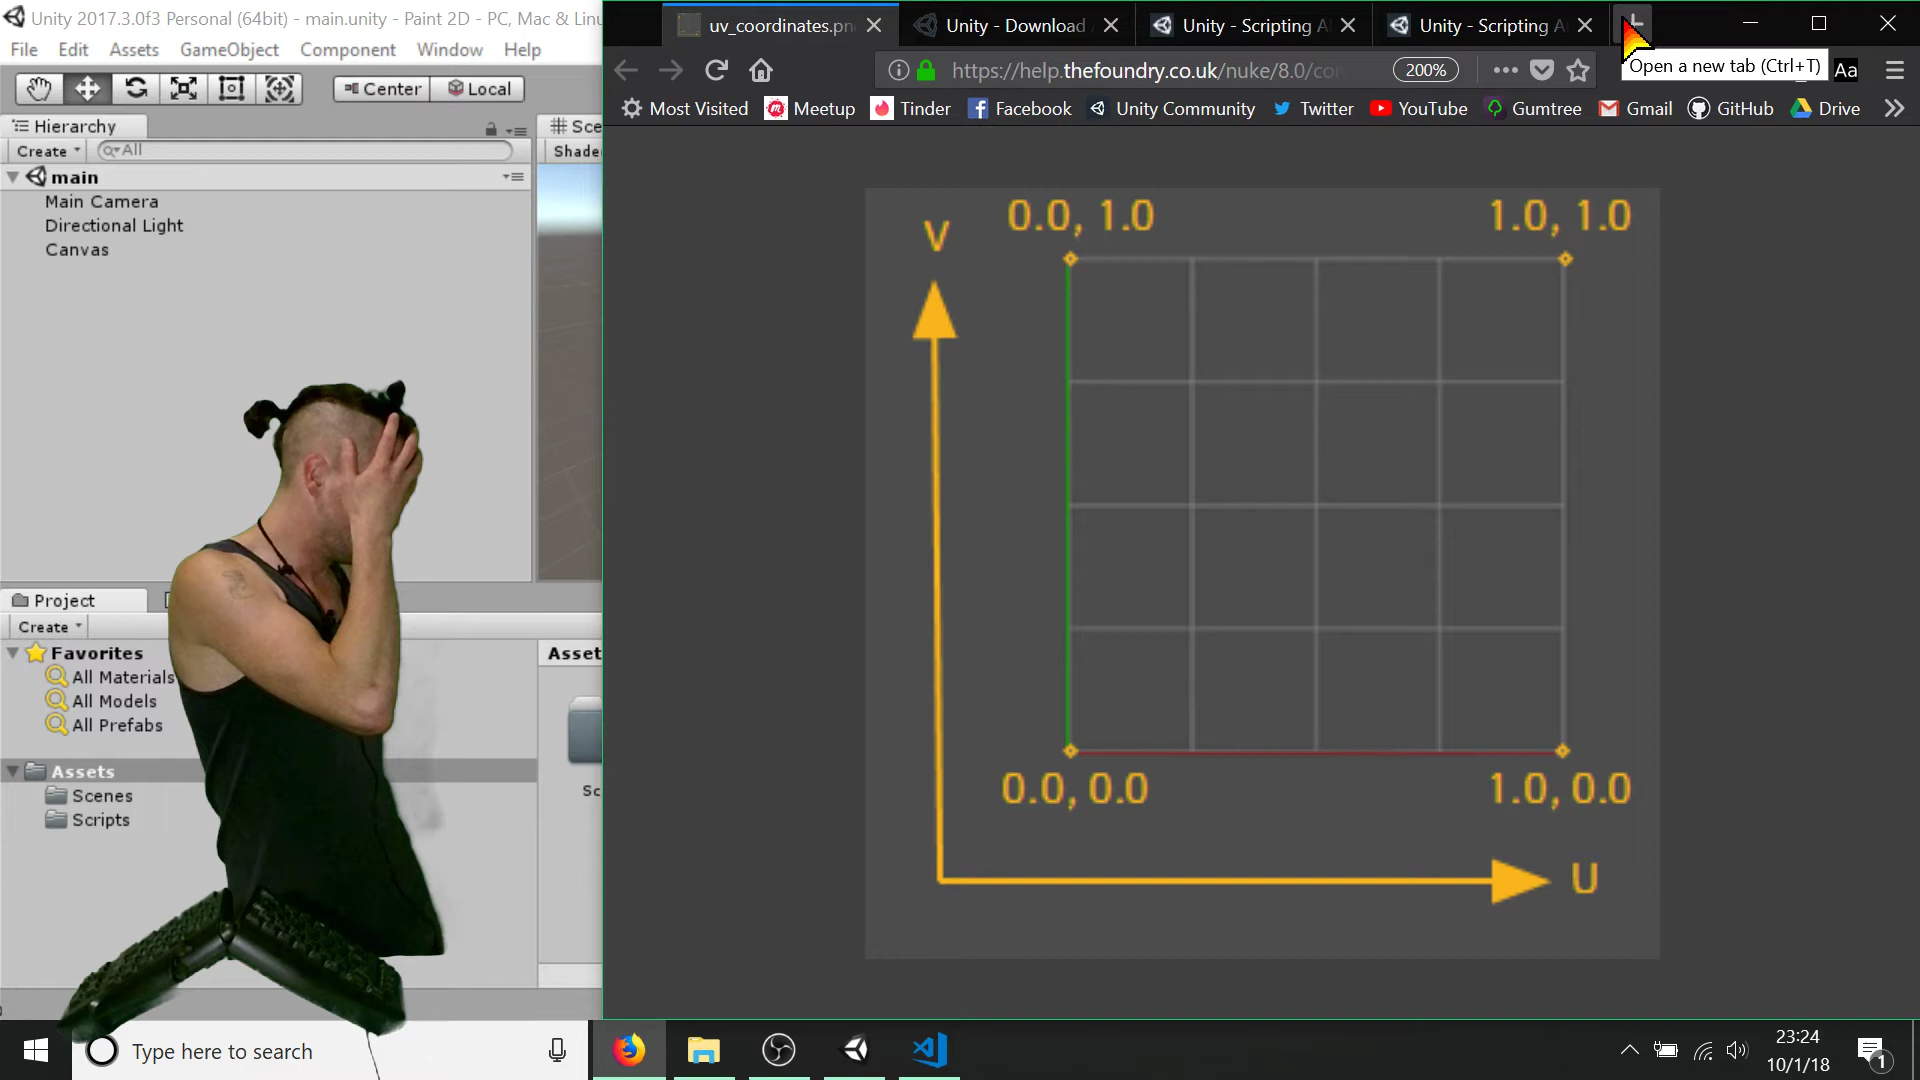 Unity 2017.3.0f3 Personal (64bit) - main.unity - Paint 2D - PC, Mac & Linu
File Edit Assets GameObject Component Window Help
Center Local
Hierarchy
Create All
main
Main Camera
Directional Light
Canvas
Sce
Shade
Project
Create
Favorites
All Materials
All Models
All Prefabs
Assets
Scenes
Scripts
Asset
Sc
uv_coordinates.pn
Unity - Download
Unity - Scripting A
Unity - Scripting A
Open a new tab (Ctrl+T)
https://help.thefoundry.co.uk/nuke/8.0/con
200%
Aa
Most Visited Meetup Tinder Facebook Unity Community Twitter YouTube Gumtree Gmail GitHub Drive
V
0.0, 1.0 1.0, 1.0
0.0, 0.0 1.0, 0.0
U
Type here to search
23:24
10/1/18
1